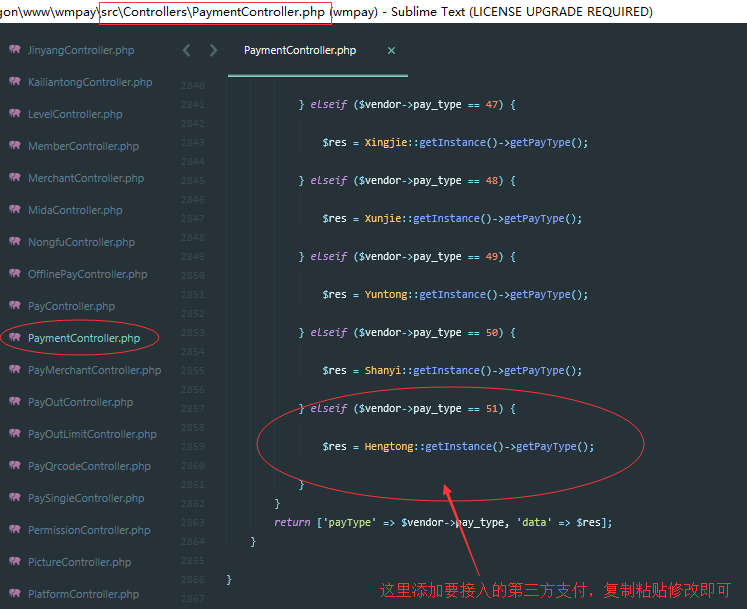 gon\www\wmpay\src\Controllers\PaymentController.php (wmpay) - Sublime Text (LICENSE UPGRADE REQUIRED)
JinyangController.php
KailiantongController.php
LevelController.php
MemberController.php
MerchantController.php
MidaController.php
NongfuController.php
OfflinePayController.php
PayController.php
PaymentController.php
PayMerchantController.php
PayOutController.php
PayOutLimitController.php
PayQrcodeController.php
PaySingleController.php
PermissionController.php
PictureController.php
PlatformController.php
PaymentController.php ×
2840
2841 } elseif ($vendor->pay_type == 47) {
2842
2843 $res = Xingjie::getInstance()->getPayType();
2844
2845 } elseif ($vendor->pay_type == 48) {
2846
2847 $res = Xunjie::getInstance()->getPayType();
2848
2849 } elseif ($vendor->pay_type == 49) {
2850
2851 $res = Yuntong::getInstance()->getPayType();
2852
2853 } elseif ($vendor->pay_type == 50) {
2854
2855 $res = Shanyi::getInstance()->getPayType();
2856
2857 } elseif ($vendor->pay_type == 51) {
2858
2859 $res = Hengtong::getInstance()->getPayType();
2860
2861 }
2862 }
2863 return ['payType' => $vendor->pay_type, 'data' => $res];
2864 }
2865
2866 }
2867
这里添加要接入的第三方支付，复制粘贴修改即可